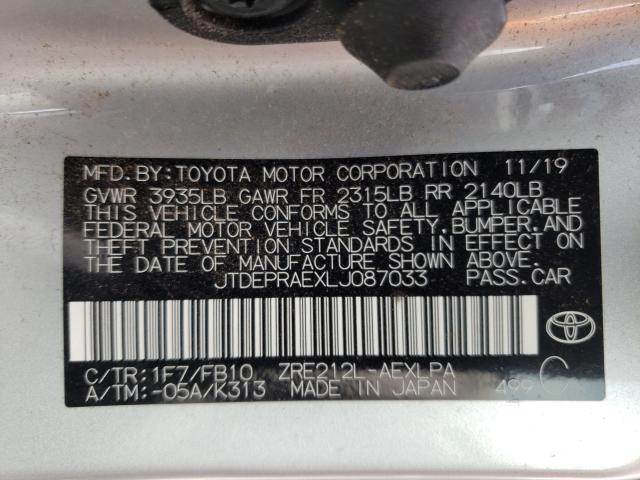 MFD.BY:TOYOTA MOTOR CORPORATION 11/19
GVWR 3935LB GAWR FR 2315LB RR 2140LB
THIS VEHICLE CONFORMS TO ALL APPLICABLE
FEDERAL MOTOR VEHICLE SAFETY,BUMPER,AND
THEFT PREVENTION STANDARDS IN EFFECT ON
THE DATE OF MANUFACTURE SHOWN ABOVE.
JTDEPRAEXLJ087033 PASS.CAR
C/TR:1F7/FB10 ZRE212L-AEXLPA
A/TM:-05A/K313 MADE IN JAPAN 499 C